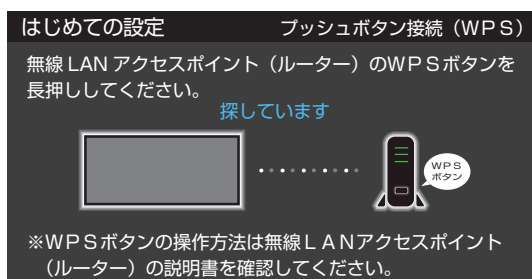 はじめての設定　プッシュボタン接続（ＷＰＳ）
無線 LAN アクセスポイント（ルーター）のＷＰＳボタンを
長押ししてください。
探しています
ＷＰＳ
ボタン
※ＷＰＳボタンの操作方法は無線ＬＡＮアクセスポイント
（ルーター）の説明書を確認してください。